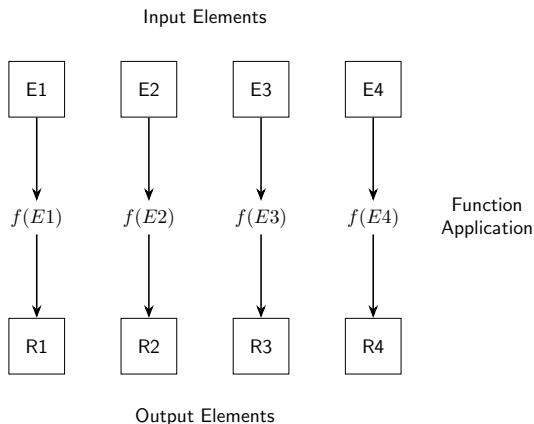 Input Elements
E1 E2 E3 E4
f(E1) f(E2) f(E3) f(E4)
Function
Application
R1 R2 R3 R4
Output Elements